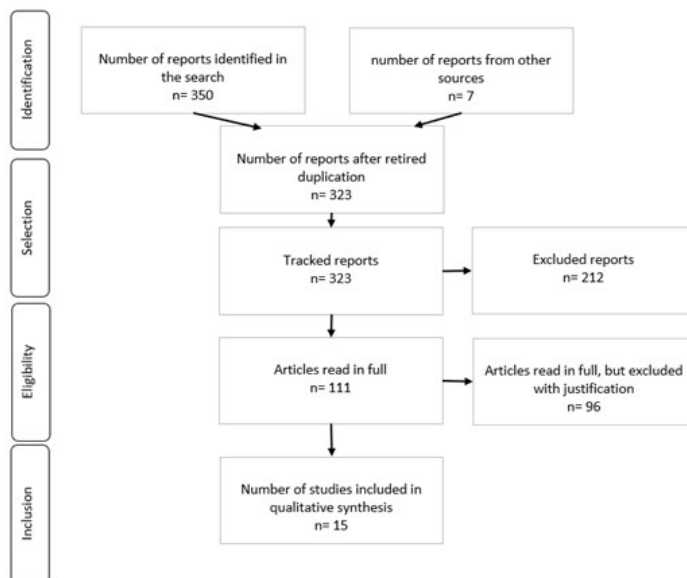 Identification
Number of reports identified in
the search
n= 350
number of reports from other
sources
n= 7
Selection
Number of reports after retired
duplication
n= 323
Tracked reports
n= 323
Excluded reports
n= 212
Eligibility
Articles read in full
n= 111
Articles read in full, but excluded
with justification
n= 96
Inclusion
Number of studies included in
qualitative synthesis
n= 15